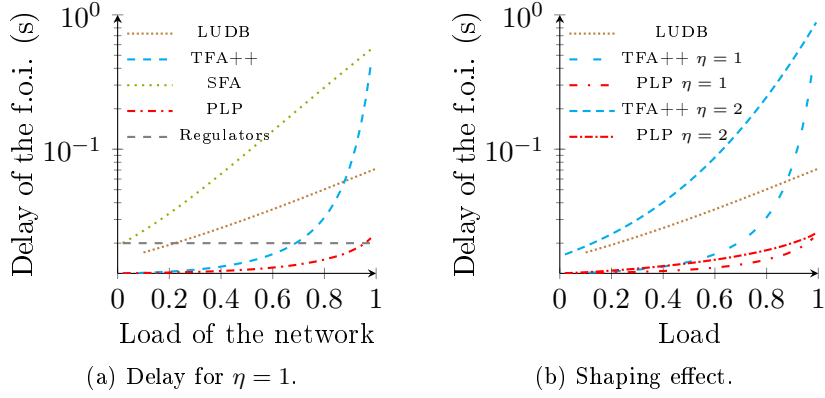 Delay of the f.o.i. (s)
10^0
10^{-1}
LUDB
TFA++
SFA
PLP
Regulators
0 0.2 0.4 0.6 0.8 1
Load of the network
(a) Delay for η = 1.
Delay of the f.o.i. (s)
10^0
10^{-1}
LUDB
TFA++ η = 1
PLP η = 1
TFA++ η = 2
PLP η = 2
0 0.2 0.4 0.6 0.8 1
Load
(b) Shaping effect.